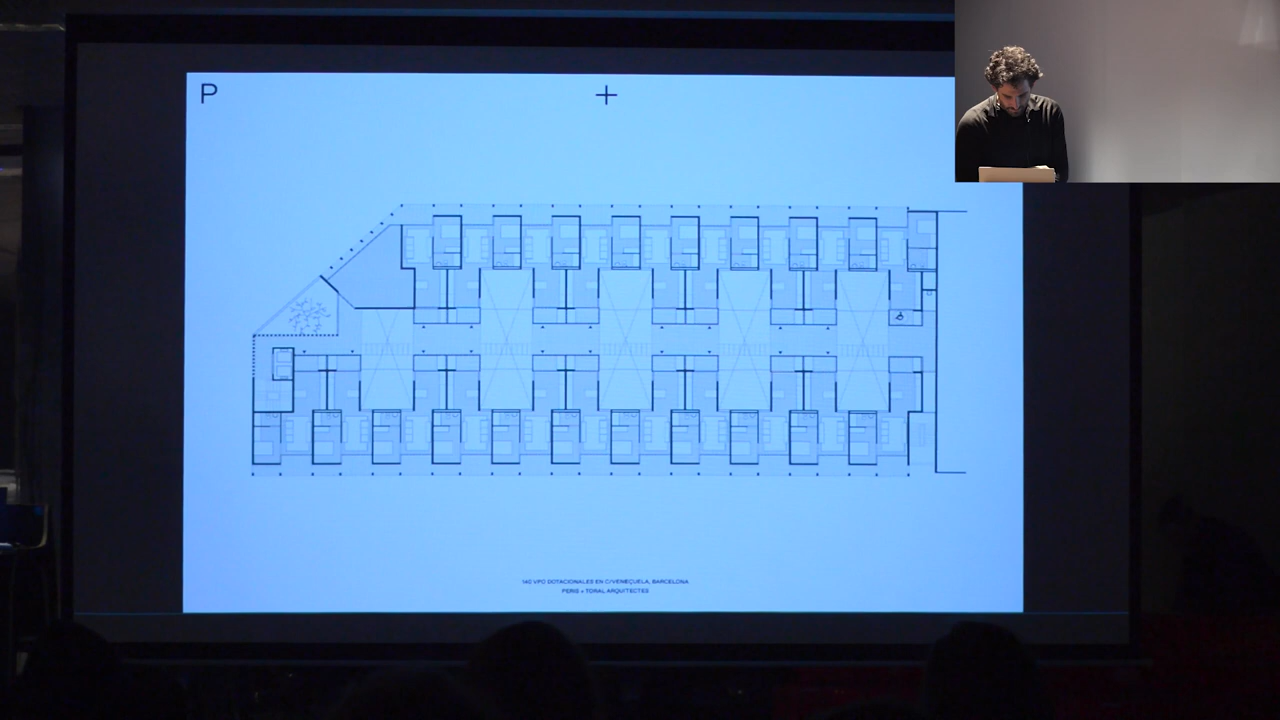 P
+
140 VPO DOTACIONALES EN C/VENEÇUELA, BARCELONA
PERIS + TORAL ARQUITECTES